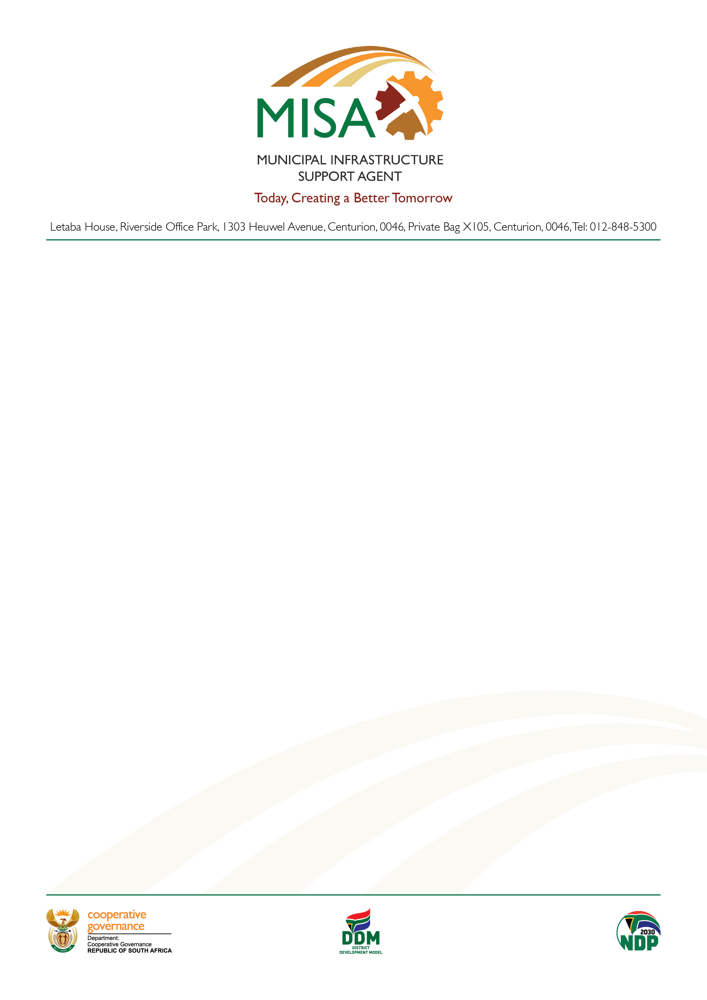 MISA
MUNICIPAL INFRASTRUCTURE
SUPPORT AGENT
Today, Creating a Better Tomorrow
Letaba House, Riverside Office Park, 1303 Heuwel Avenue, Centurion, 0046, Private Bag X105, Centurion, 0046, Tel: 012-848-5300
cooperative
governance
Department:
Cooperative Governance
REPUBLIC OF SOUTH AFRICA
DDM
DISTRICT
DEVELOPMENT MODEL
2030
NDP